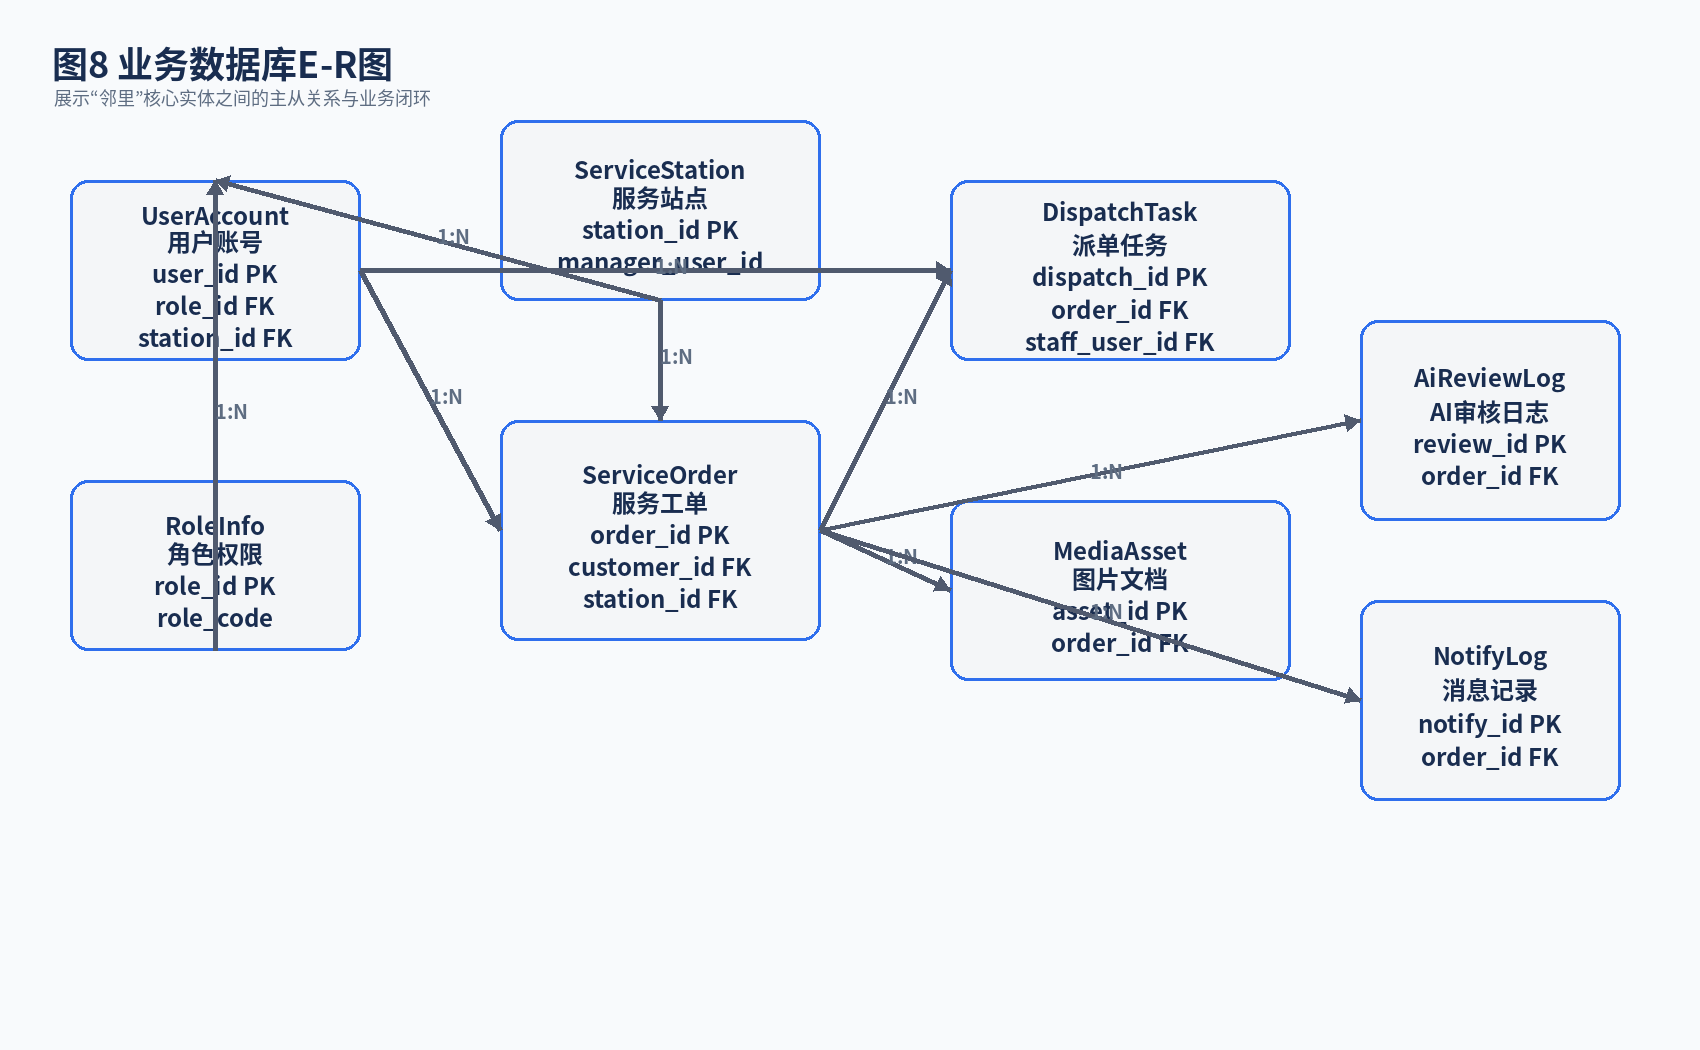 图8 业务数据库E-R图
展示“邻里”核心实体之间的主从关系与业务闭环
ServiceStation
服务站点
station_id PK
manager_user_id
UserAccount
用户账号
user_id PK
role_id FK
station_id FK
DispatchTask
派单任务
dispatch_id PK
order_id FK
staff_user_id FK
1:N
1:N
1:N
1:N
1:N
1:N
AiReviewLog
AI审核日志
review_id PK
order_id FK
RoleInfo
角色权限
role_id PK
role_code
ServiceOrder
服务工单
order_id PK
customer_id FK
station_id FK
1:N
1:N
1:N
MediaAsset
图片文档
asset_id PK
order_id FK
NotifyLog
消息记录
notify_id PK
order_id FK